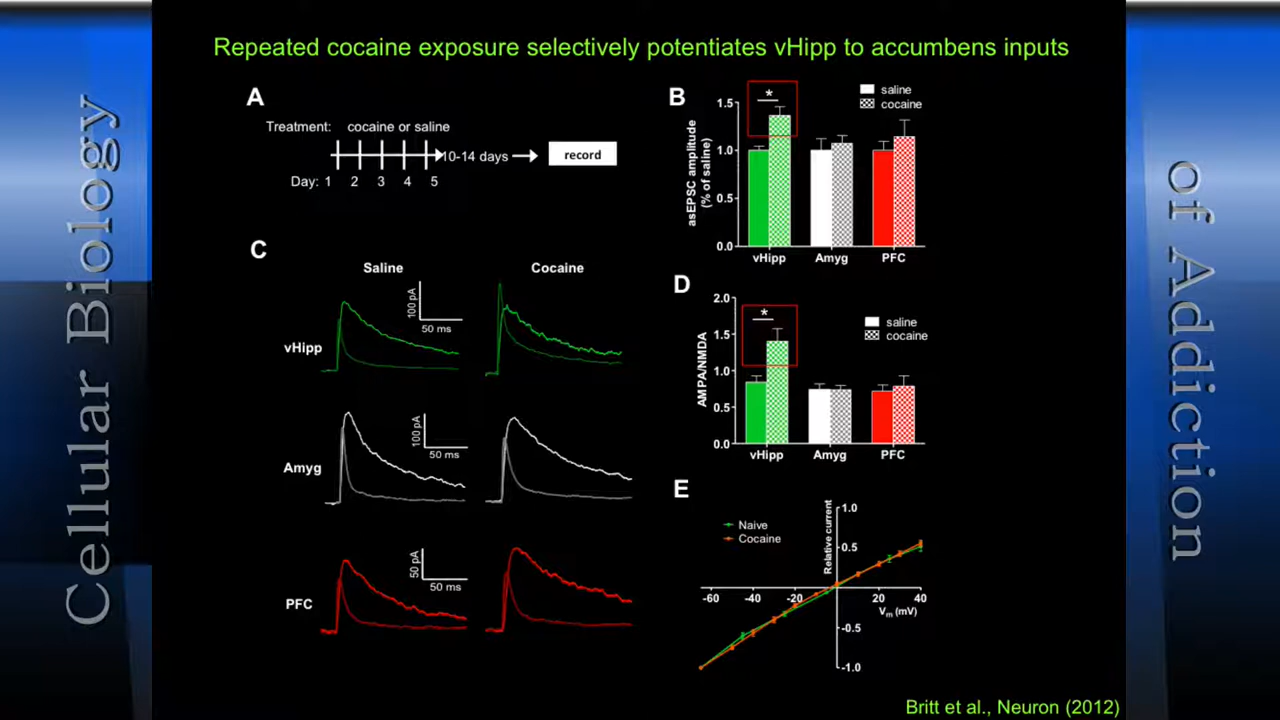 Cellular Biology
of Addiction
Repeated cocaine exposure selectively potentiates vHipp to accumbens inputs
A
Treatment: cocaine or saline
10-14 days
record
Day: 1 2 3 4 5
B
saline
cocaine
*
asEPSC amplitude
(% of saline)
1.5
1.0
0.5
0.0
vHipp Amyg PFC
C
Saline Cocaine
vHipp
100 pA
50 ms
Amyg
100 pA
50 ms
PFC
50 pA
50 ms
D
saline
cocaine
*
AMPA/NMDA
2.0
1.5
1.0
0.5
0.0
vHipp Amyg PFC
E
Naive
Cocaine
Relative current
1.0
0.5
-60 -40 -20 20 40
Vm (mV)
-0.5
-1.0
Britt et al., Neuron (2012)